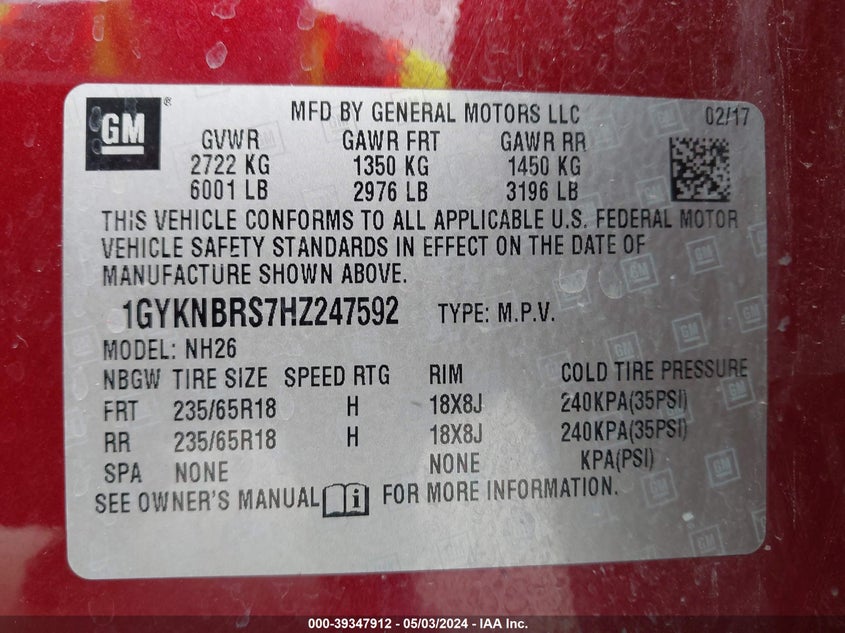 GM
®
MFD BY GENERAL MOTORS LLC 02/17
GVWR GAWR FRT GAWR RR
2722 KG 1350 KG 1450 KG
6001 LB 2976 LB 3196 LB
THIS VEHICLE CONFORMS TO ALL APPLICABLE U.S. FEDERAL MOTOR
VEHICLE SAFETY STANDARDS IN EFFECT ON THE DATE OF
MANUFACTURE SHOWN ABOVE.
1GYKNBRS7HZ247592 TYPE: M.P.V.
MODEL: NH26
NBGW TIRE SIZE SPEED RTG RIM COLD TIRE PRESSURE
FRT 235/65R18 H 18X8J 240KPA(35PSI)
RR 235/65R18 H 18X8J 240KPA(35PSI)
SPA NONE NONE KPA(PSI)
SEE OWNER'S MANUAL i FOR MORE INFORMATION.
000-39347912 - 05/03/2024 - IAA Inc.